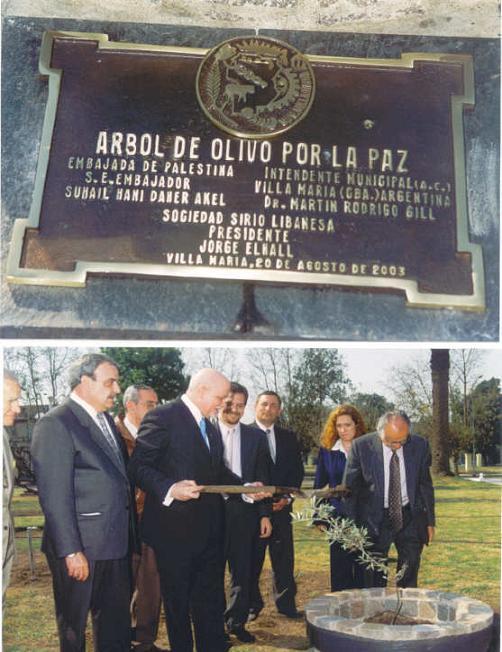 ARBOL DE OLIVO POR LA PAZ
EMBAJADA DE PALESTINA
S.E. EMBAJADOR
SUHAIL HANI DAHER AKEL
INTENDENTE MUNICIPAL (A.C.)
VILLA MARIA (CBA.) ARGENTINA
DR. MARTIN RODRIGO GILL
SOCIEDAD SIRIO LIBANESA
PRESIDENTE
JORGE ELNALL
VILLA MARIA, 20 DE AGOSTO DE 2003